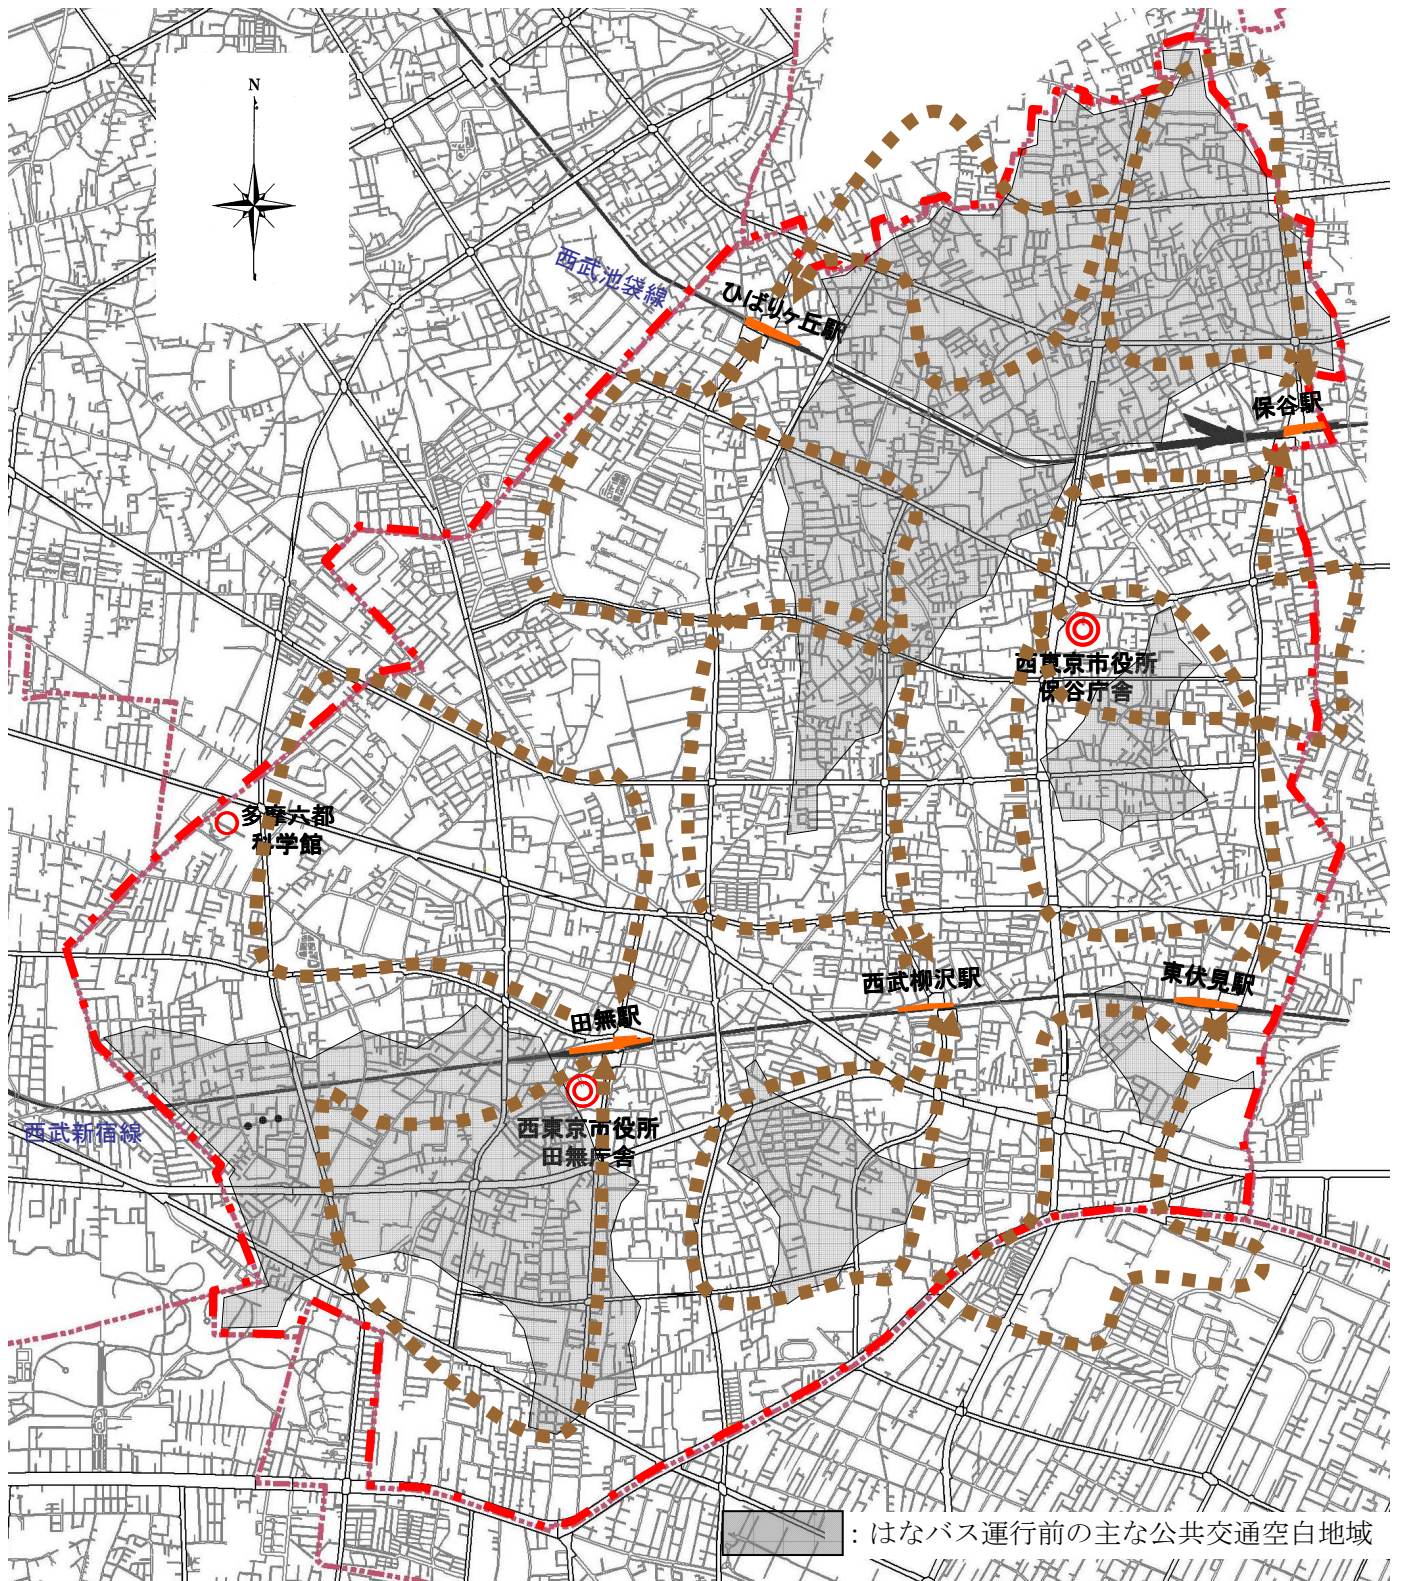 N
西武池袋線
ひばりヶ丘駅
保谷駅
西東京市役所
保谷庁舎
多摩六都
科学館
西武柳沢駅
東伏見駅
田無駅
西武新宿線
西東京市役所
田無庁舎
：はなバス運行前の主な公共交通空白地域